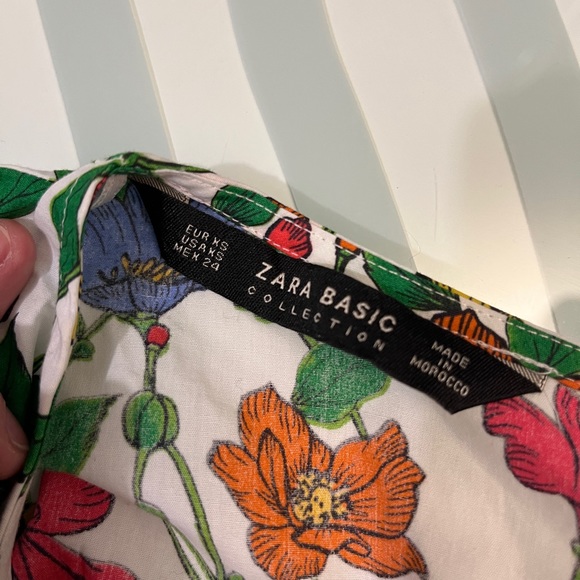 EUR XS
USA XS
MEX 24
ZARA BASIC
COLLECTION
MADE
IN
MOROCCO